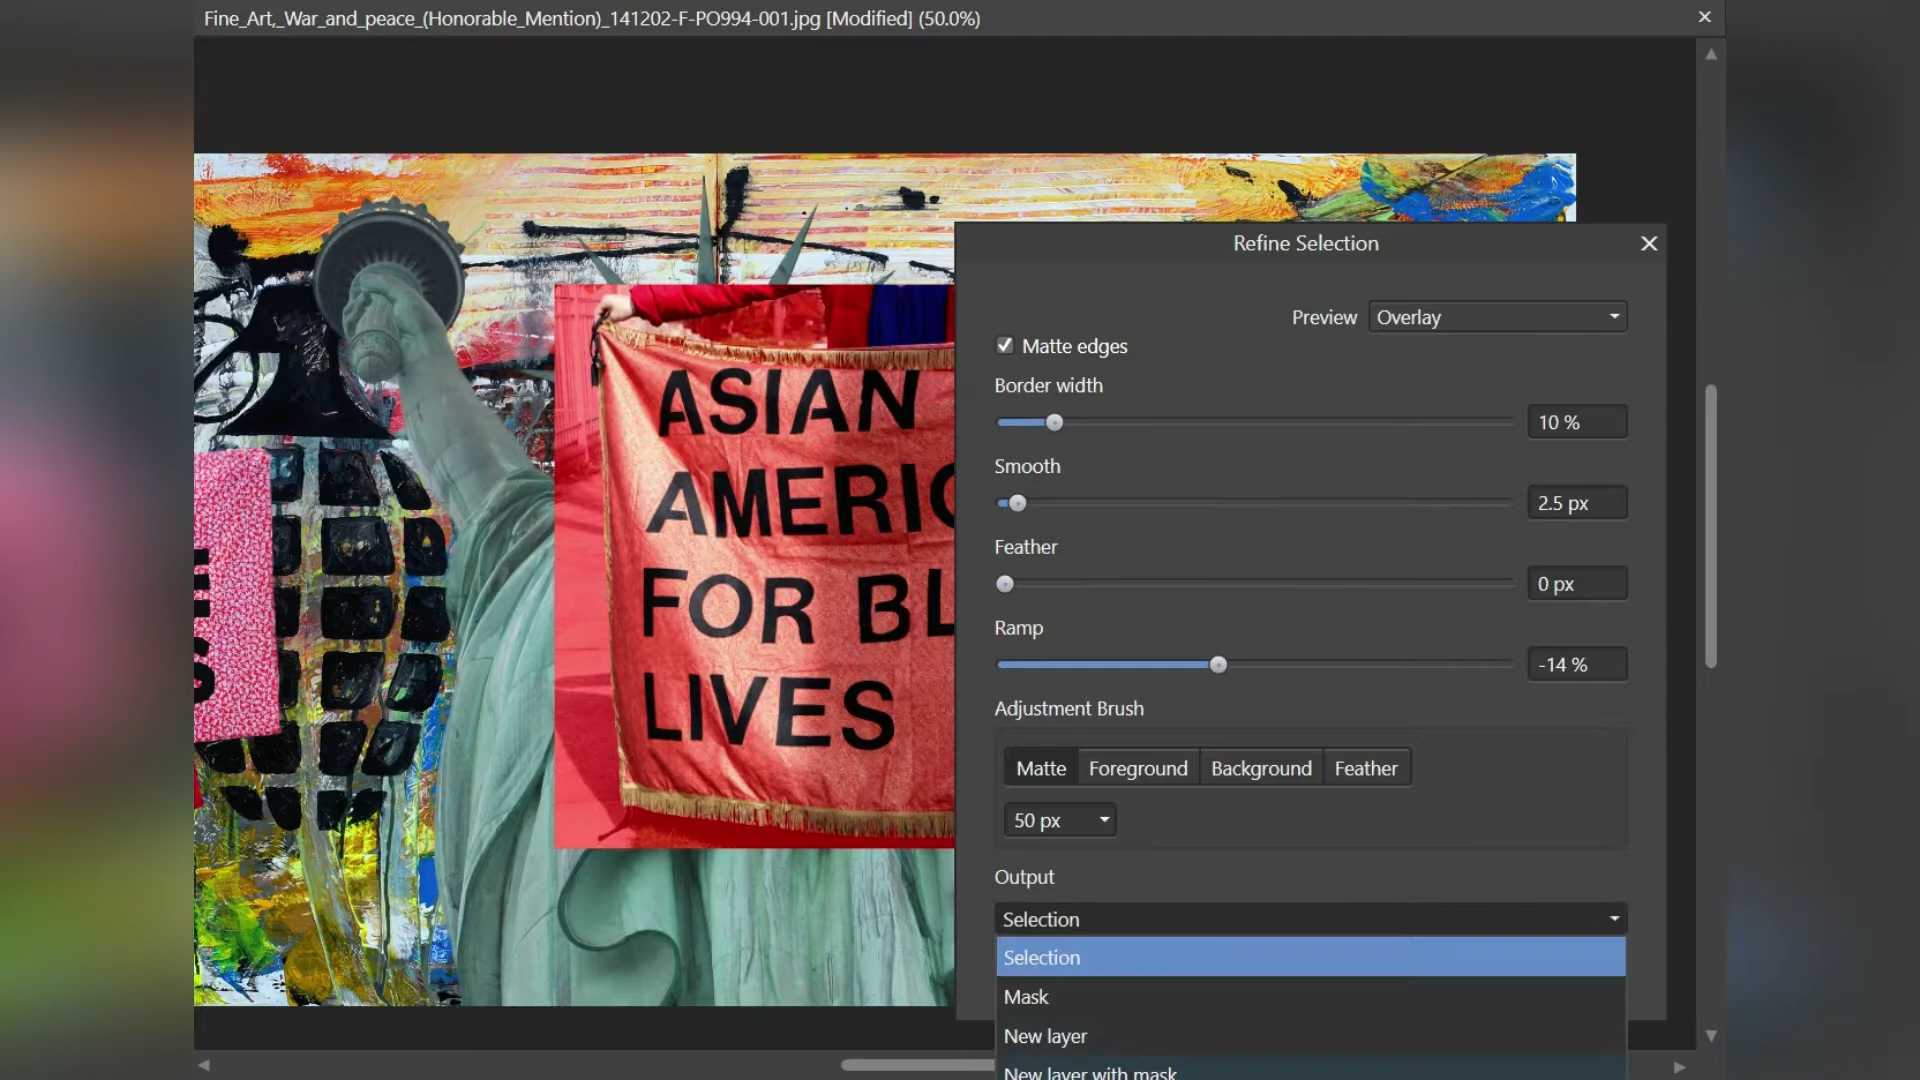 Fine_Art,_War_and_peace_(Honorable_Mention)_141202-F-PO994-001.jpg [Modified] (50.0%)
Refine Selection
Preview Overlay
Matte edges
Border width
10 %
Smooth
2.5 px
Feather
0 px
Ramp
-14 %
Adjustment Brush
Matte Foreground Background Feather
50 px
Output
Selection
Selection
Mask
New layer
New layer with mask
ASIAN
AMERIC
FOR BL
LIVES